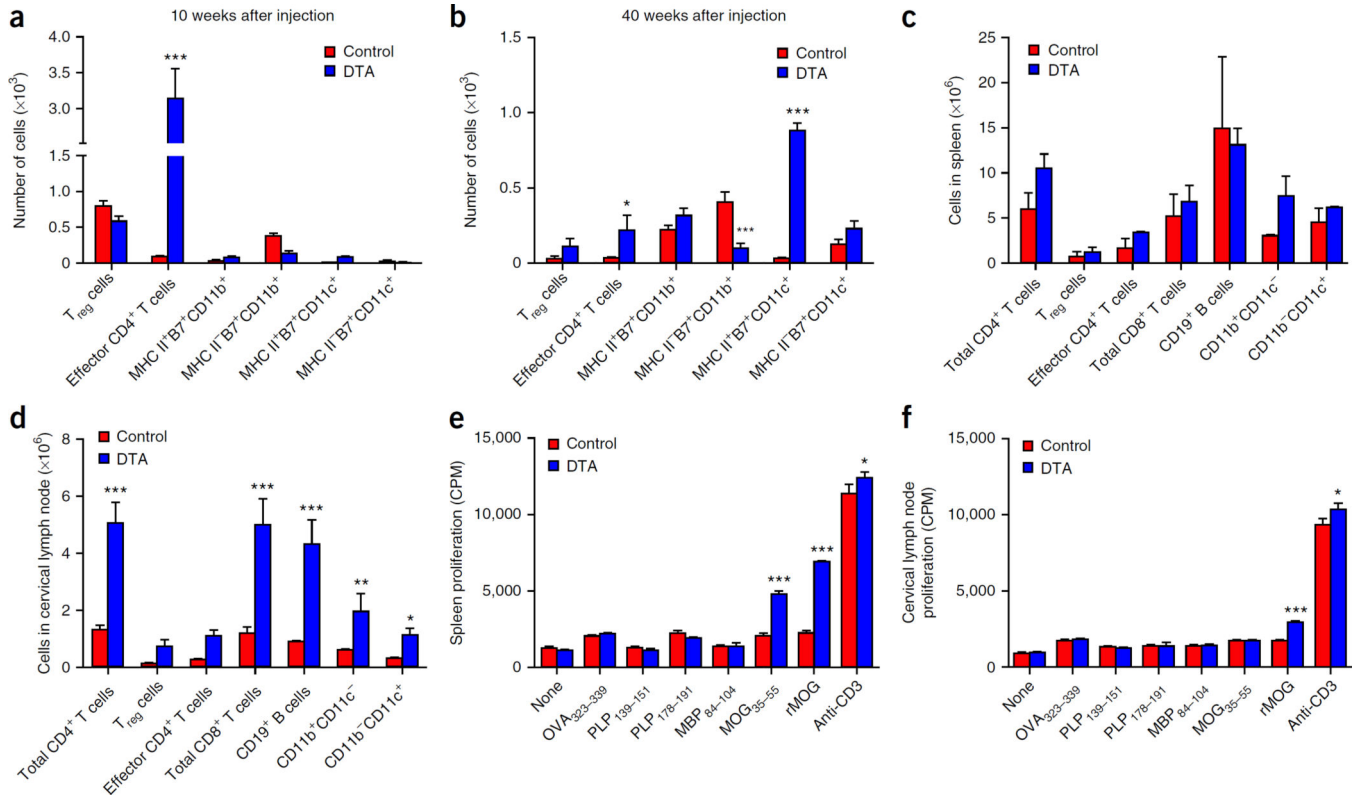 a
10 weeks after injection
Number of cells (×10³)
4.0
3.5
3.0
1.5
1.0
0.5
0
***
Control
DTA
Treg cells
Effector CD4⁺ T cells
MHC II⁺B7⁺CD11b⁺
MHC II⁻B7⁺CD11b⁺
MHC II⁺B7⁺CD11c⁺
MHC II⁻B7⁺CD11c⁺
b
40 weeks after injection
Number of cells (×10³)
1.5
1.0
0.5
0
*
***
***
Control
DTA
Treg cells
Effector CD4⁺ T cells
MHC II⁺B7⁺CD11b⁺
MHC II⁻B7⁺CD11b⁺
MHC II⁺B7⁺CD11c⁺
MHC II⁻B7⁺CD11c⁺
c
Cells in spleen (×10⁶)
25
20
15
10
5
0
Control
DTA
Total CD4⁺ T cells
Treg cells
Effector CD4⁺ T cells
Total CD8⁺ T cells
CD19⁺ B cells
CD11b⁺CD11c⁻
CD11b⁻CD11c⁺
d
Cells in cervical lymph node (×10⁶)
8
6
4
2
0
Control
DTA
***
***
***
**
*
Total CD4⁺ T cells
Treg cells
Effector CD4⁺ T cells
Total CD8⁺ T cells
CD19⁺ B cells
CD11b⁺CD11c⁻
CD11b⁻CD11c⁺
e
Spleen proliferation (CPM)
15,000
10,000
5,000
0
Control
DTA
***
***
*
None
OVA₃₂₃₋₃₃₉
PLP₁₃₉₋₁₅₁
PLP₁₇₈₋₁₉₁
MBP₈₄₋₁₀₄
MOG₃₅₋₅₅
rMOG
Anti-CD3
f
Cervical lymph node
proliferation (CPM)
15,000
10,000
5,000
0
Control
DTA
***
*
None
OVA₃₂₃₋₃₃₉
PLP₁₃₉₋₁₅₁
PLP₁₇₈₋₁₉₁
MBP₈₄₋₁₀₄
MOG₃₅₋₅₅
rMOG
Anti-CD3